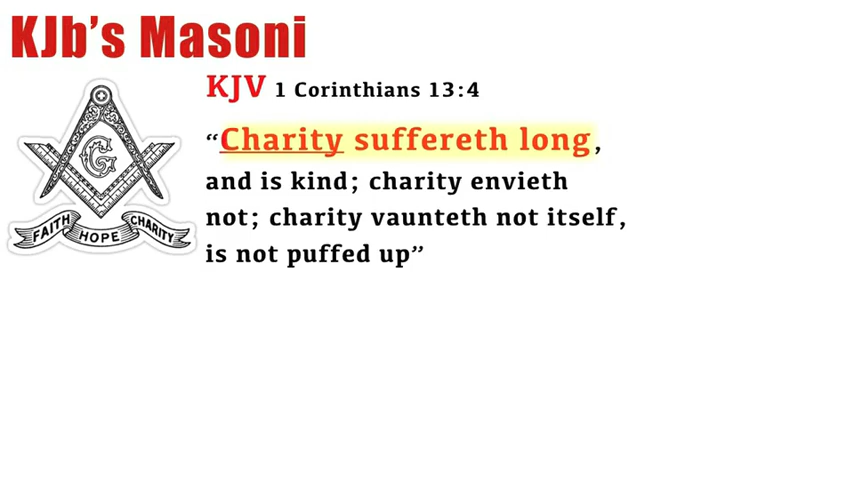 KJb's Masoni
KJV 1 Corinthians 13:4
“Charity suffereth long,
and is kind; charity envieth
not; charity vaunteth not itself,
is not puffed up”
G
FAITH HOPE CHARITY